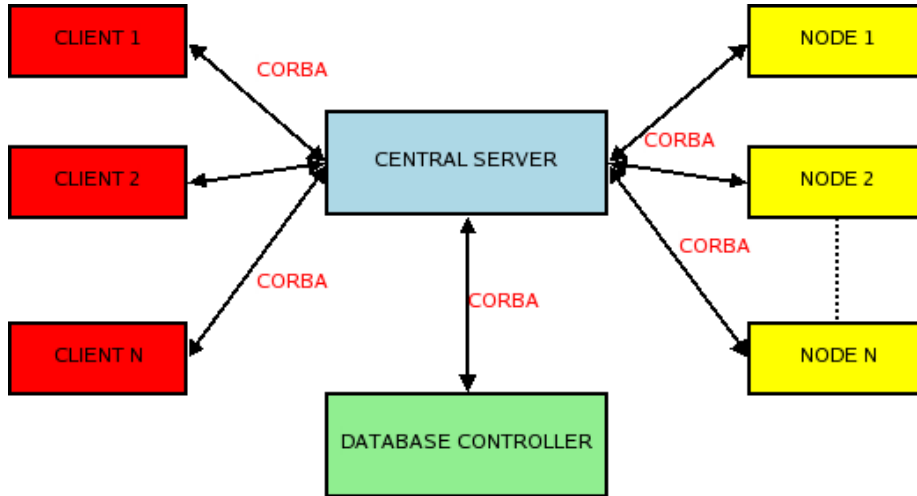 CLIENT 1
NODE 1
CORBA
CORBA
CENTRAL SERVER
CLIENT 2
NODE 2
CORBA
CORBA
CORBA
CLIENT N
NODE N
DATABASE CONTROLLER